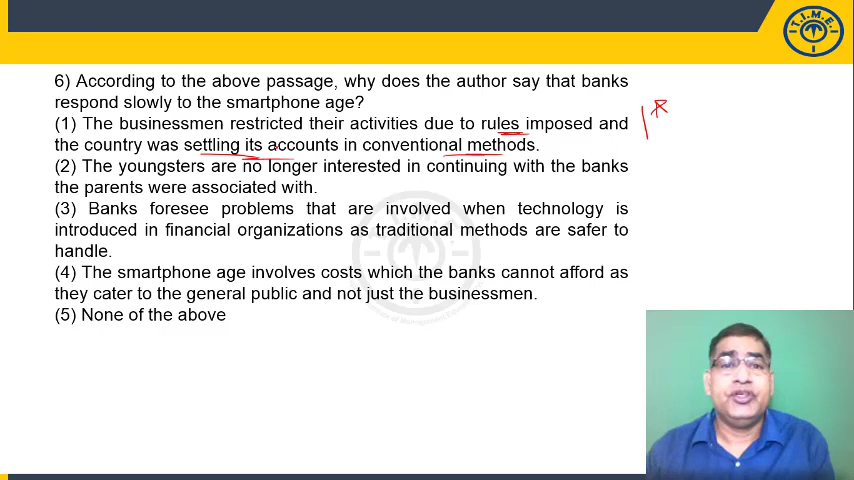 T.I.M.E.
6) According to the above passage, why does the author say that banks
respond slowly to the smartphone age?
(1) The businessmen restricted their activities due to rules imposed and
the country was settling its accounts in conventional methods.
(2) The youngsters are no longer interested in continuing with the banks
the parents were associated with.
(3) Banks foresee problems that are involved when technology is
introduced in financial organizations as traditional methods are safer to
handle.
(4) The smartphone age involves costs which the banks cannot afford as
they cater to the general public and not just the businessmen.
(5) None of the above